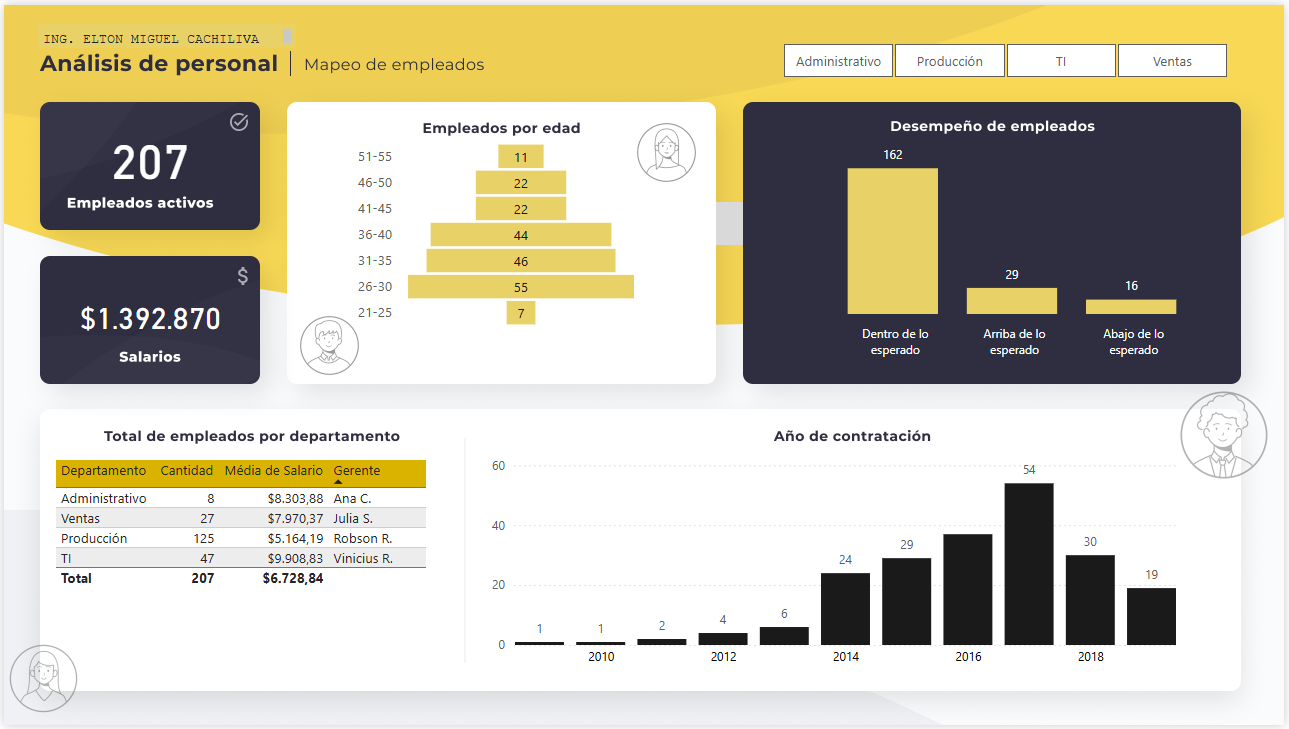 ING. ELTON MIGUEL CACHILIVA
Análisis de personal | Mapeo de empleados
Administrativo Producción TI Ventas
207
Empleados activos
$
$1.392.870
Salarios
Empleados por edad
51-55 11
46-50 22
41-45 22
36-40 44
31-35 46
26-30 55
21-25 7
Desempeño de empleados
162
29
16
Dentro de lo esperado
Arriba de lo esperado
Abajo de lo esperado
Total de empleados por departamento
Departamento Cantidad Média de Salario Gerente
Administrativo 8 $8.303,88 Ana C.
Ventas 27 $7.970,37 Julia S.
Producción 125 $5.164,19 Robson R.
TI 47 $9.908,83 Vinicius R.
Total 207 $6.728,84
Año de contratación
60
40
20
0
1 1 2 4 6 24 29 54 30 19
2010 2012 2014 2016 2018